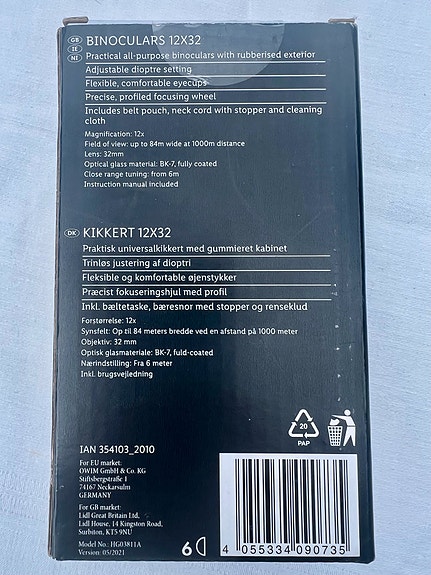 GB BINOCULARS 12X32
IE
NI
Practical all-purpose binoculars with rubberised exterior
Adjustable dioptre setting
Flexible, comfortable eyecups
Precise, profiled focusing wheel
Includes belt pouch, neck cord with stopper and cleaning
cloth
Magnification: 12x
Field of view: up to 84m wide at 1000m distance
Lens: 32mm
Optical glass material: BK-7, fully coated
Close range tuning: from 6m
Instruction manual included
DK KIKKERT 12X32
Praktisk universalkikkert med gummieret kabinet
Trinløs justering af dioptri
Fleksible og komfortable øjenstykker
Præcist fokuseringshjul med profil
Inkl. bæltetaske, bæresnor med stopper og renseklud
Forstørrelse: 12x
Synsfelt: Op til 84 meters bredde ved en afstand på 1000 meter
Objektiv: 32 mm
Optisk glasmateriale: BK-7, fuld-coated
Nærindstilling: Fra 6 meter
Inkl. brugsvejledning
20
PAP
IAN 354103_2010
For EU market:
OWIM GmbH & Co. KG
Stiftsbergstraße 1
74167 Neckarsulm
GERMANY
For GB market:
Lidl Great Britain Ltd,
Lidl House, 14 Kingston Road,
Surbiton, KT5 9NU
Model No.: HG03811A
Version: 05/2021
6
4 055334 090735